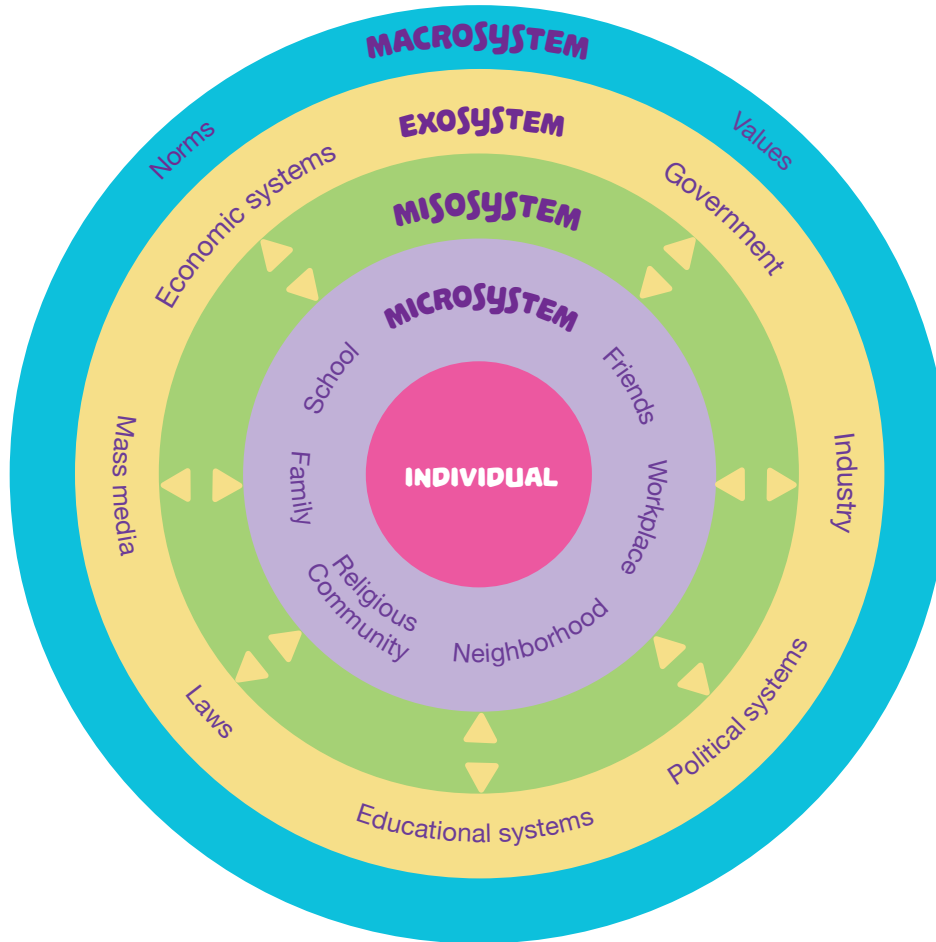 MACROSYSTEM
Norms
Values
EXOSYSTEM
Economic systems
Government
Mass media
Industry
Laws
Political systems
Educational systems
MISOSYSTEM
MICROSYSTEM
School
Friends
Family
Workplace
Religious
Community
Neighborhood
INDIVIDUAL